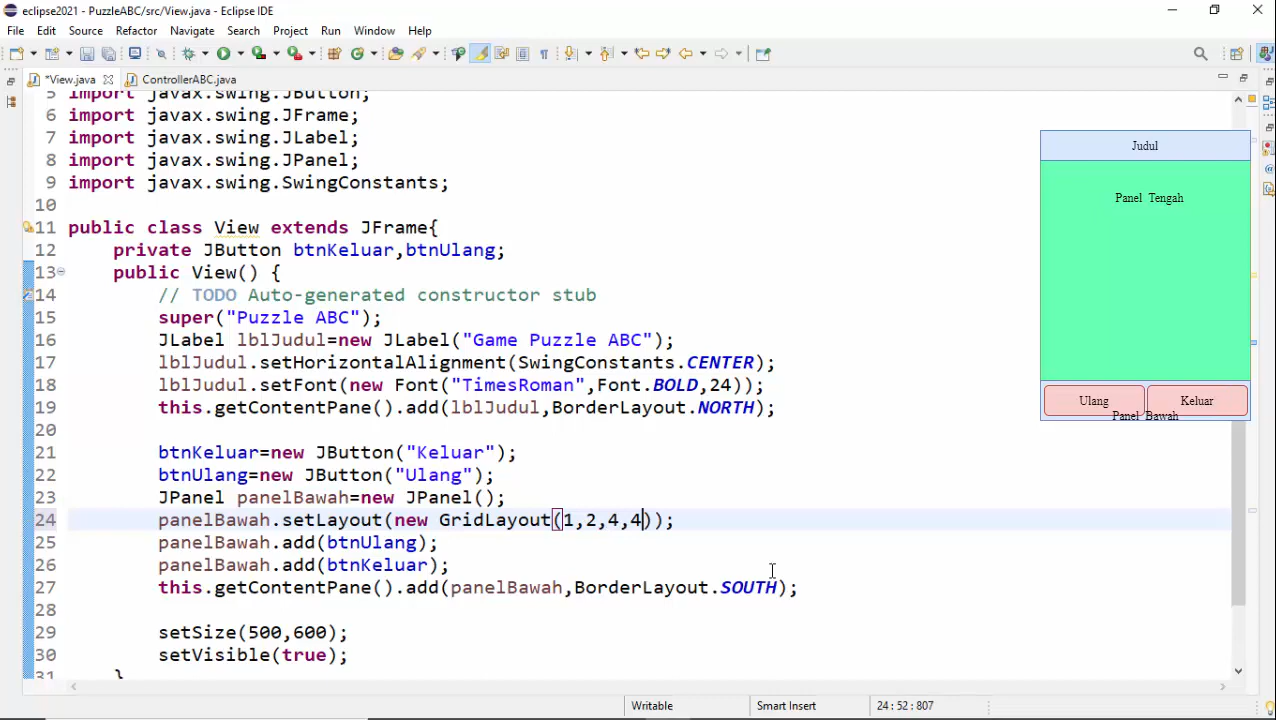 eclipse2021 - PuzzleABC/src/View.java - Eclipse IDE
File Edit Source Refactor Navigate Search Project Run Window Help
*View.java ControllerABC.java
5 import javax.swing.JButton;
6 import javax.swing.JFrame;
7 import javax.swing.JLabel;
8 import javax.swing.JPanel;
9 import javax.swing.SwingConstants;
10
11 public class View extends JFrame{
12 private JButton btnKeluar,btnUlang;
13 public View() {
14 // TODO Auto-generated constructor stub
15 super("Puzzle ABC");
16 JLabel lblJudul=new JLabel("Game Puzzle ABC");
17 lblJudul.setHorizontalAlignment(SwingConstants.CENTER);
18 lblJudul.setFont(new Font("TimesRoman",Font.BOLD,24));
19 this.getContentPane().add(lblJudul,BorderLayout.NORTH);
20
21 btnKeluar=new JButton("Keluar");
22 btnUlang=new JButton("Ulang");
23 JPanel panelBawah=new JPanel();
24 panelBawah.setLayout(new GridLayout(1,2,4,4));
25 panelBawah.add(btnUlang);
26 panelBawah.add(btnKeluar);
27 this.getContentPane().add(panelBawah,BorderLayout.SOUTH);
28
29 setSize(500,600);
30 setVisible(true);
31 }
Judul
Panel Tengah
Ulang Keluar
Panel Bawah
Writable Smart Insert 24 : 52 : 807